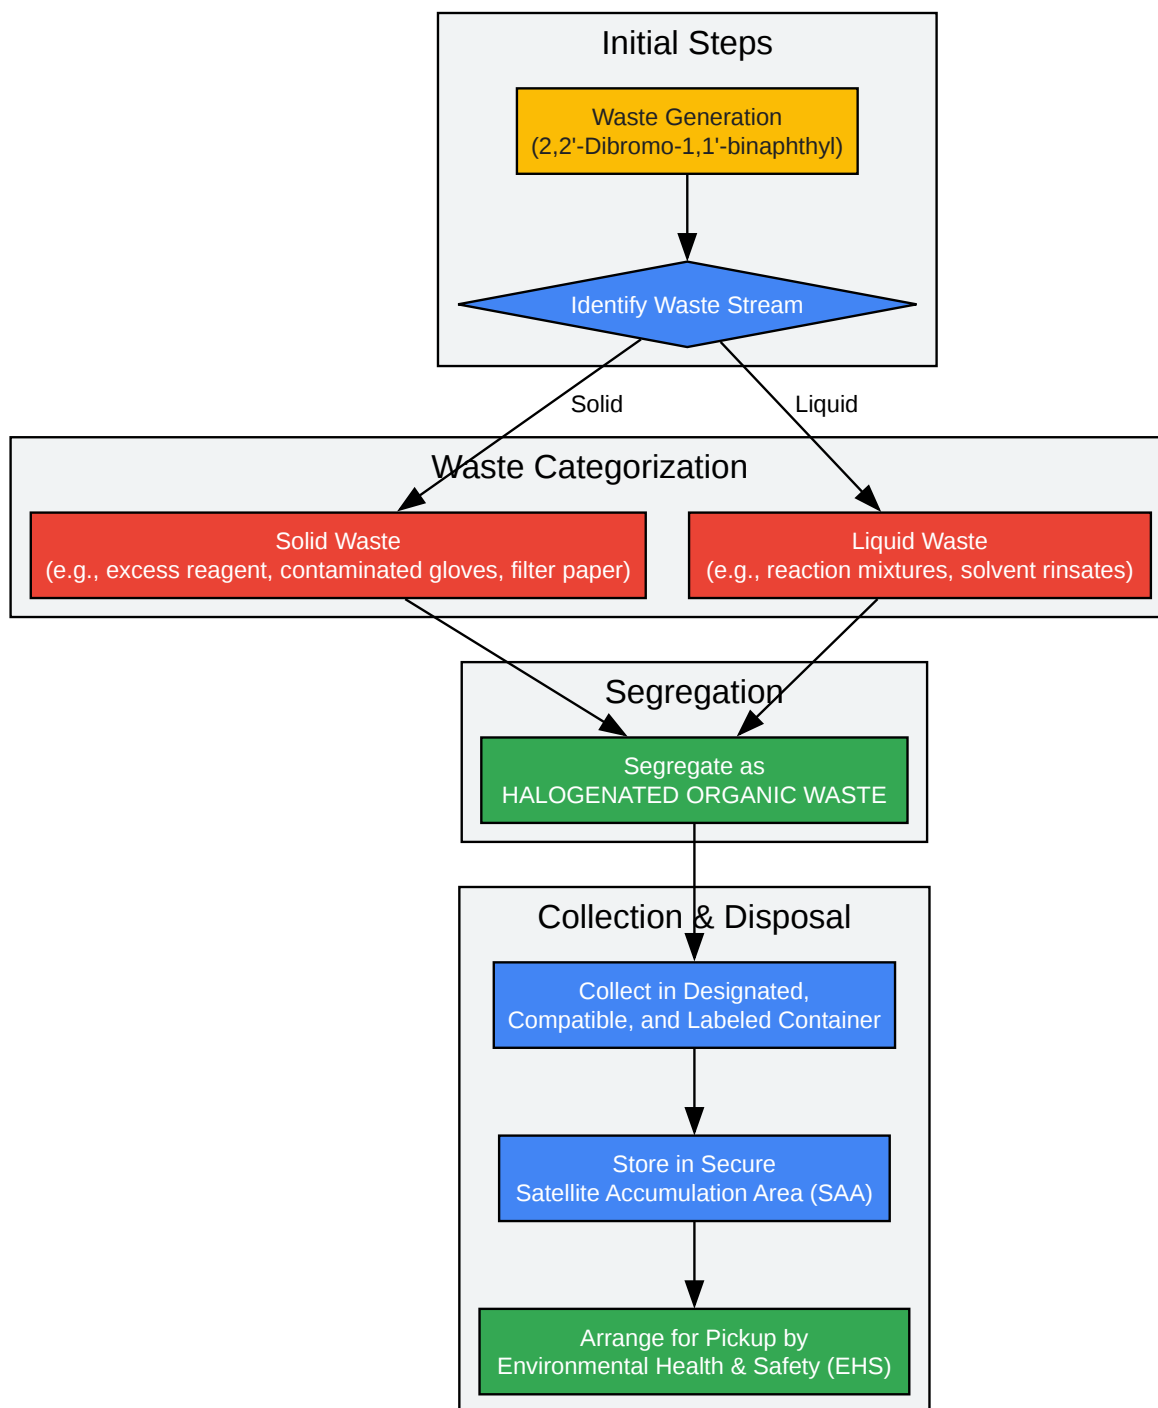 Initial Steps
Waste Generation
(2,2'-Dibromo-1,1'-binaphthyl)
Identify Waste Stream
Solid
Liquid
Waste Categorization
Solid Waste
(e.g., excess reagent, contaminated gloves, filter paper)
Liquid Waste
(e.g., reaction mixtures, solvent rinsates)
Segregation
Segregate as
HALOGENATED ORGANIC WASTE
Collection & Disposal
Collect in Designated,
Compatible, and Labeled Container
Store in Secure
Satellite Accumulation Area (SAA)
Arrange for Pickup by
Environmental Health & Safety (EHS)